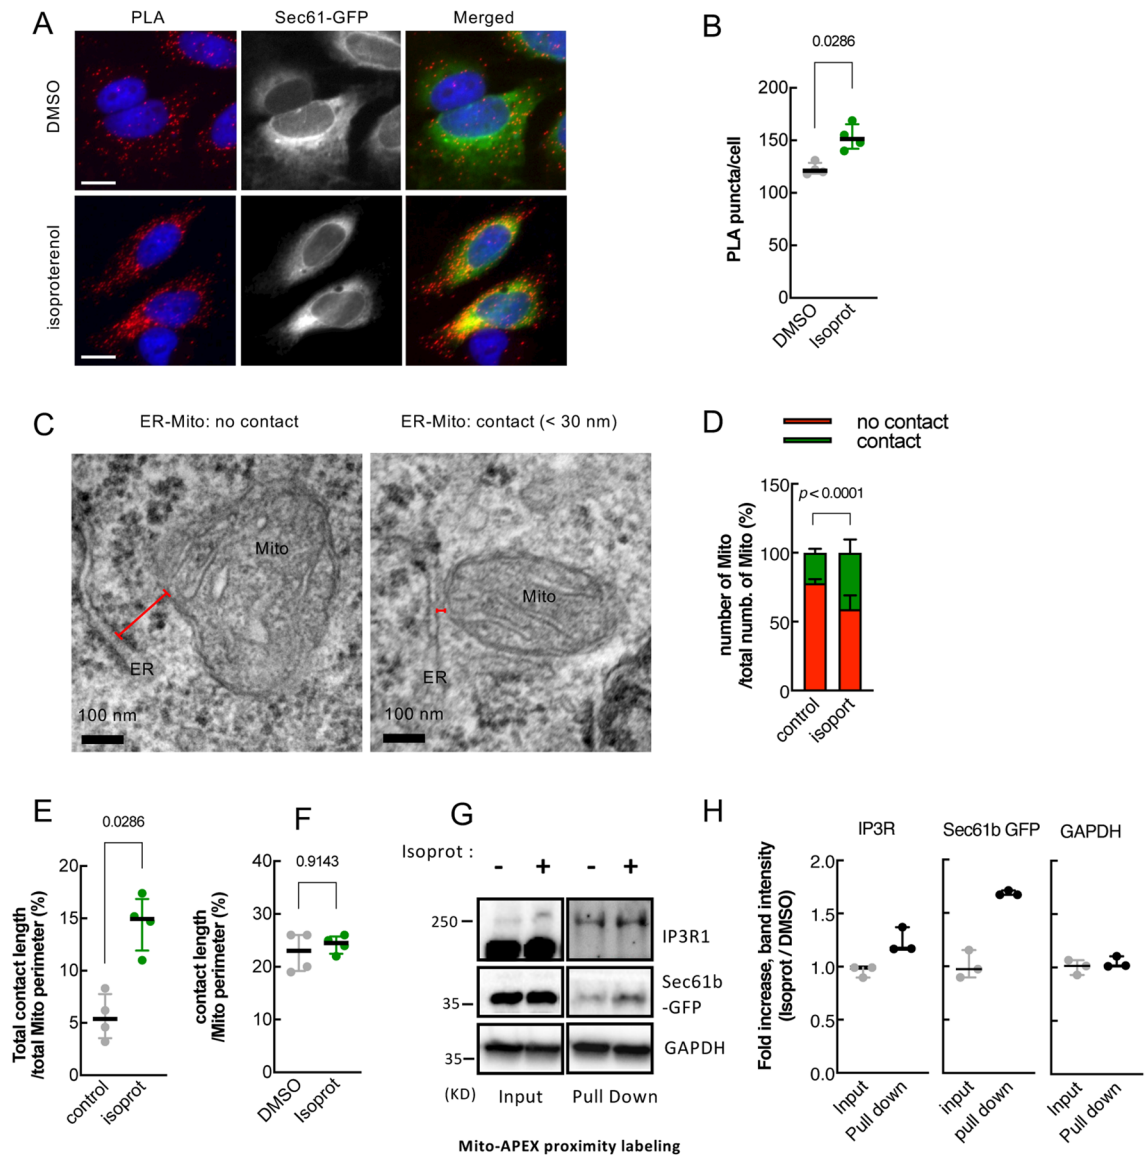 A
PLA
Sec61-GFP
Merged
DMSO
isoproterenol
B
0.0286
200
150
100
50
0
PLA puncta/cell
DMSO
Isoprot
C
ER-Mito: no contact
ER-Mito: contact (< 30 nm)
Mito
ER
100 nm
Mito
ER
100 nm
D
no contact
contact
p < 0.0001
150
100
50
0
number of Mito
/total numb. of Mito (%)
control
isoport
E
0.0286
20
15
10
5
0
Total contact length
/total Mito perimeter (%)
control
isoprot
F
0.9143
40
30
20
10
0
contact length
/Mito perimeter (%)
DMSO
Isoprot
G
Isoprot :
- + - +
250
IP3R1
35
Sec61b
-GFP
35
GAPDH
(KD)
Input
Pull Down
Mito-APEX proximity labeling
H
IP3R
Sec61b GFP
GAPDH
2.0
1.5
1.0
0.5
0.0
Fold increase, band intensity
(Isoprot / DMSO)
Input
Pull down
input
pull down
Input
Pull down